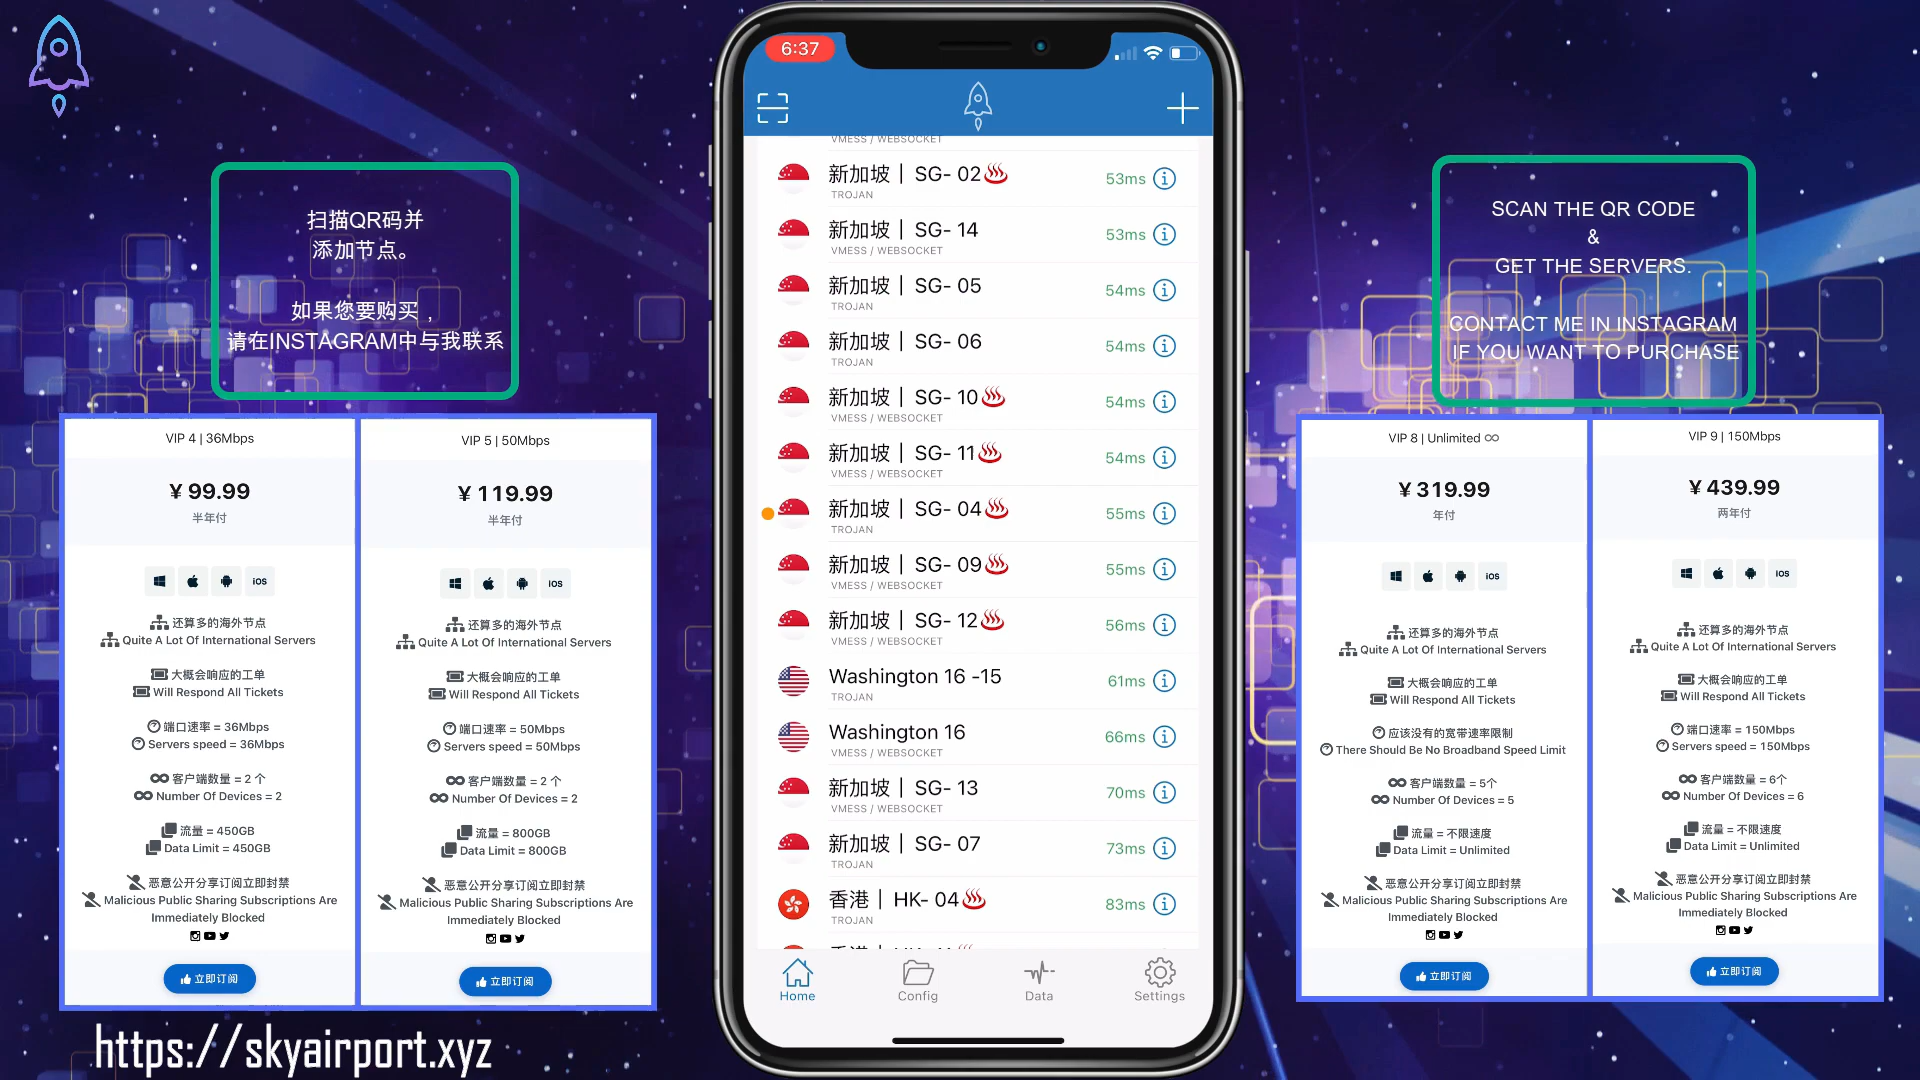 扫描QR码并
添加节点。
如果您要购买，
请在INSTAGRAM中与我联系
VIP 4 | 36Mbps
¥ 99.99
半年付
iOS
还算多的海外节点
Quite A Lot Of International Servers
大概会响应的工单
Will Respond All Tickets
端口速率 = 36Mbps
Servers speed = 36Mbps
客户端数量 = 2 个
Number Of Devices = 2
流量 = 450GB
Data Limit = 450GB
恶意公开分享订阅立即封禁
Malicious Public Sharing Subscriptions Are
Immediately Blocked
立即订阅
VIP 5 | 50Mbps
¥ 119.99
半年付
iOS
还算多的海外节点
Quite A Lot Of International Servers
大概会响应的工单
Will Respond All Tickets
端口速率 = 50Mbps
Servers speed = 50Mbps
客户端数量 = 2 个
Number Of Devices = 2
流量 = 800GB
Data Limit = 800GB
恶意公开分享订阅立即封禁
Malicious Public Sharing Subscriptions Are
Immediately Blocked
立即订阅
https://skyairport.xyz
6:37
VMESS / WEBSOCKET
新加坡丨 SG- 02♨ 53ms
TROJAN
新加坡丨 SG- 14 53ms
VMESS / WEBSOCKET
新加坡丨 SG- 05 54ms
TROJAN
新加坡丨 SG- 06 54ms
TROJAN
新加坡丨 SG- 10♨ 54ms
VMESS / WEBSOCKET
新加坡丨 SG- 11♨ 54ms
VMESS / WEBSOCKET
新加坡丨 SG- 04♨ 55ms
TROJAN
新加坡丨 SG- 09♨ 55ms
VMESS / WEBSOCKET
新加坡丨 SG- 12♨ 56ms
VMESS / WEBSOCKET
Washington 16 -15 61ms
TROJAN
Washington 16 66ms
VMESS / WEBSOCKET
新加坡丨 SG- 13 70ms
VMESS / WEBSOCKET
新加坡丨 SG- 07 73ms
TROJAN
香港丨 HK- 04♨ 83ms
TROJAN
Home Config Data Settings
SCAN THE QR CODE
&
GET THE SERVERS.
CONTACT ME IN INSTAGRAM
IF YOU WANT TO PURCHASE
VIP 8 | Unlimited ∞
¥ 319.99
年付
iOS
还算多的海外节点
Quite A Lot Of International Servers
大概会响应的工单
Will Respond All Tickets
应该没有的宽带速率限制
There Should Be No Broadband Speed Limit
客户端数量 = 5个
Number Of Devices = 5
流量 = 不限速度
Data Limit = Unlimited
恶意公开分享订阅立即封禁
Malicious Public Sharing Subscriptions Are
Immediately Blocked
立即订阅
VIP 9 | 150Mbps
¥ 439.99
两年付
iOS
还算多的海外节点
Quite A Lot Of International Servers
大概会响应的工单
Will Respond All Tickets
端口速率 = 150Mbps
Servers speed = 150Mbps
客户端数量 = 6个
Number Of Devices = 6
流量 = 不限速度
Data Limit = Unlimited
恶意公开分享订阅立即封禁
Malicious Public Sharing Subscriptions Are
Immediately Blocked
立即订阅